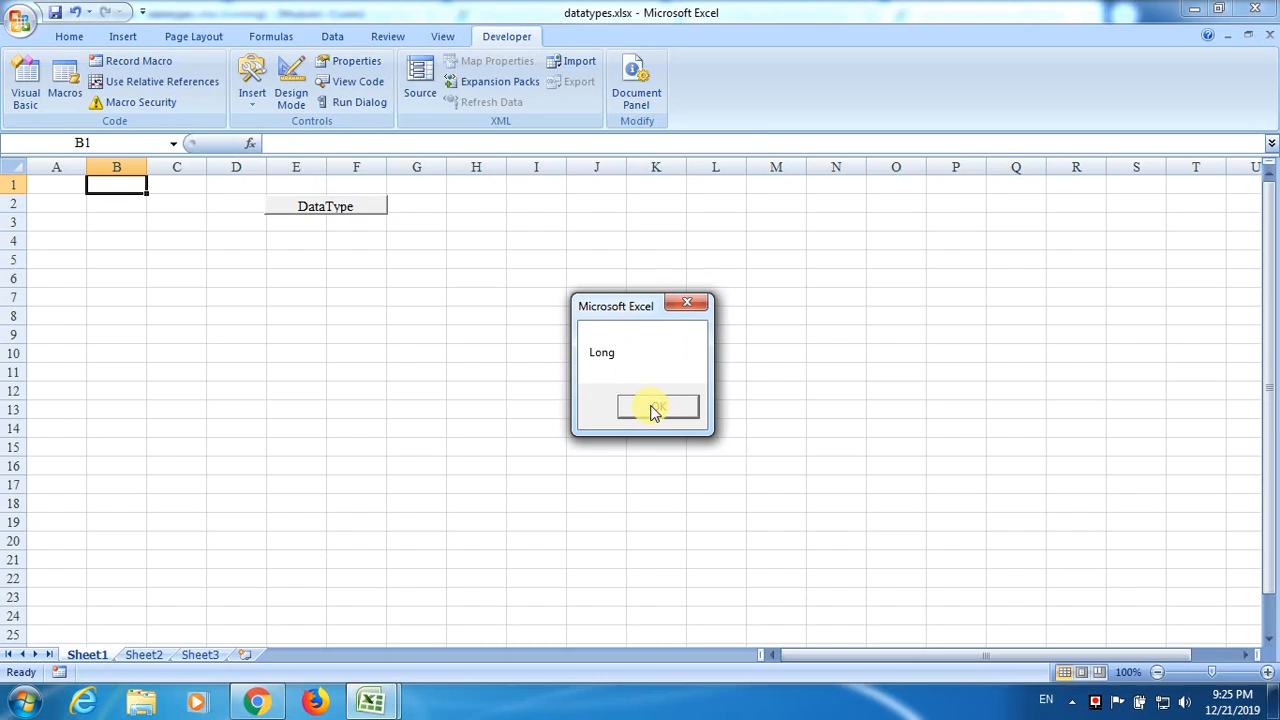 datatypes.xlsx - Microsoft Excel
Home Insert Page Layout Formulas Data Review View Developer
Visual Basic
Macros
Record Macro
Use Relative References
Macro Security
Code
Insert
Design Mode
Properties
View Code
Run Dialog
Controls
Source
Map Properties
Expansion Packs
Refresh Data
Import
Export
XML
Document Panel
Modify
B1
fx
A B C D E F G H I J K L M N O P Q R S T U
1
2
DataType
3
4
5
6
7
8
9
10
11
12
13
14
15
16
17
18
19
20
21
22
23
24
25
Microsoft Excel
Long
OK
Sheet1 Sheet2 Sheet3
Ready
100%
EN
9:25 PM
12/21/2019